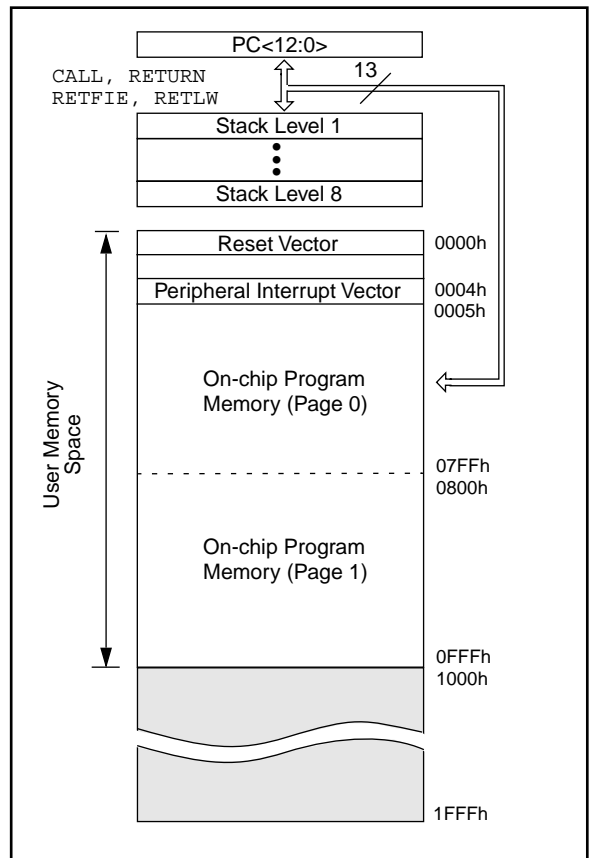 PC<12:0>
CALL, RETURN
RETFIE, RETLW
13
Stack Level 1
Stack Level 8
Reset Vector
0000h
Peripheral Interrupt Vector
0004h
0005h
User Memory
Space
On-chip Program
Memory (Page 0)
07FFh
0800h
On-chip Program
Memory (Page 1)
0FFFh
1000h
1FFFh